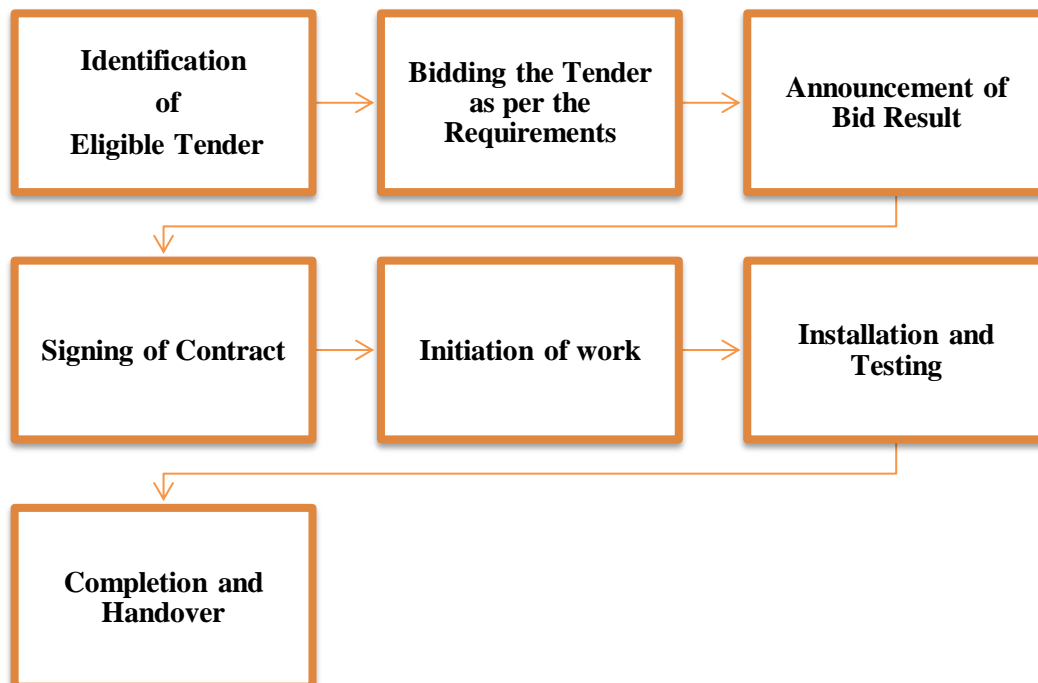 Identification
of
Eligible Tender
Bidding the Tender
as per the
Requirements
Announcement of
Bid Result
Signing of Contract
Initiation of work
Installation and
Testing
Completion and
Handover